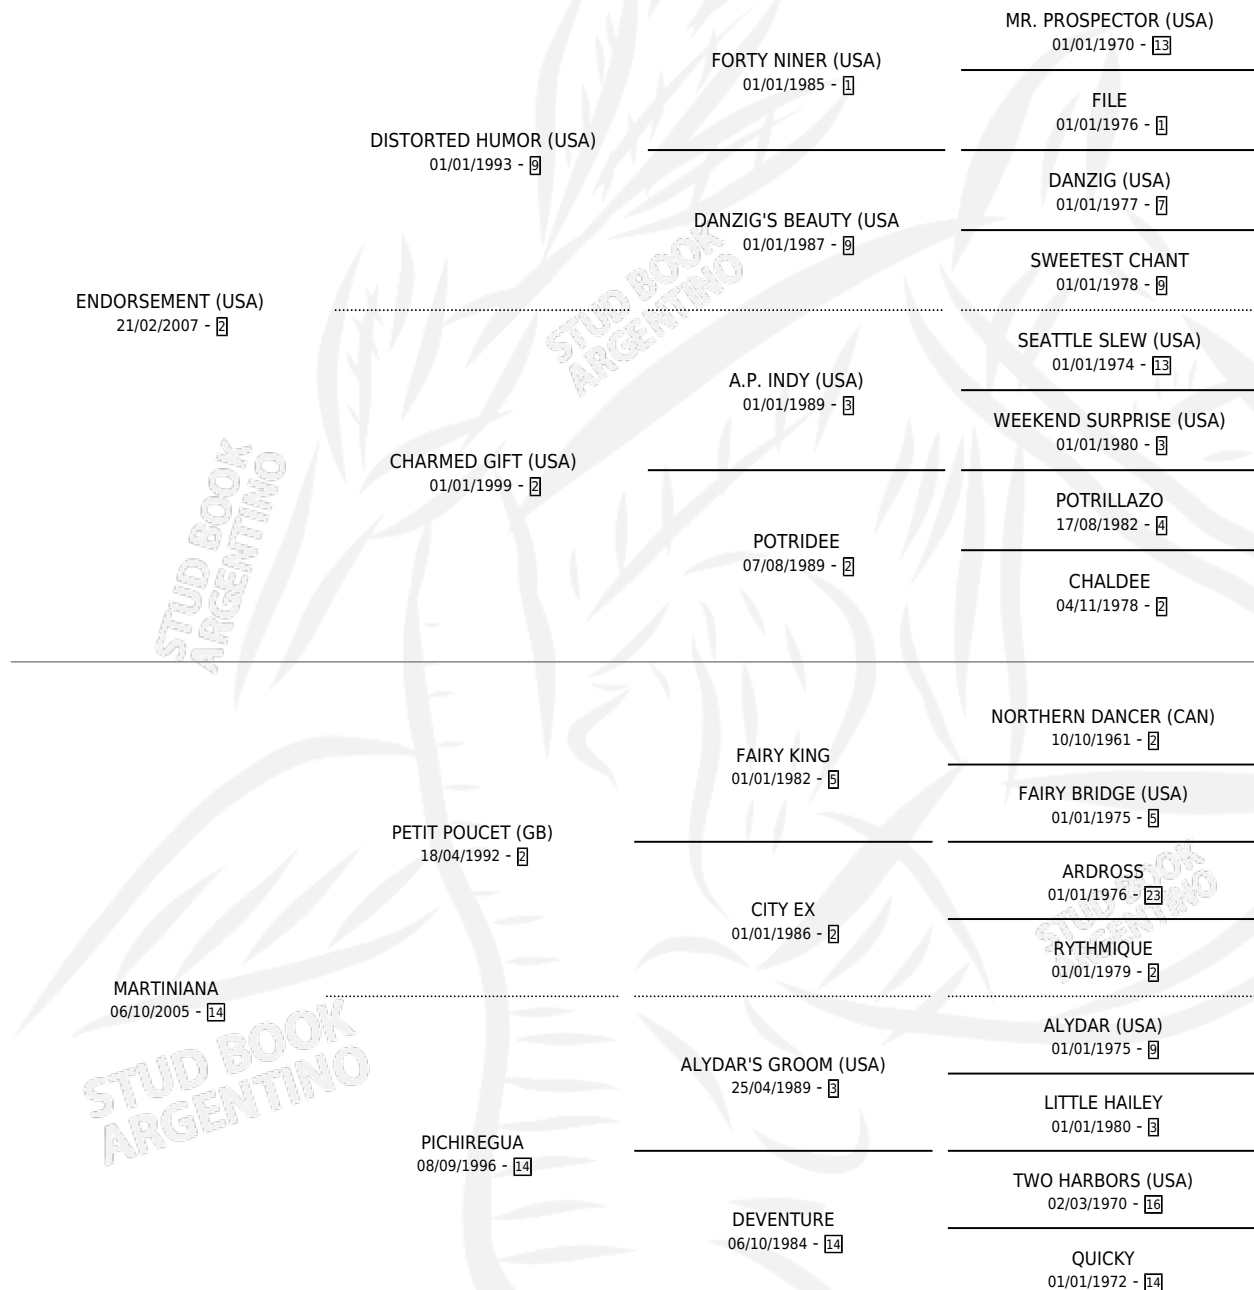 MR. PROSPECTOR (USA)
01/01/1970 - 13
FORTY NINER (USA)
01/01/1985 - 1
FILE
01/01/1976 - 1
DISTORTED HUMOR (USA)
01/01/1993 - 9
DANZIG (USA)
01/01/1977 - 7
DANZIG'S BEAUTY (USA
01/01/1987 - 9
SWEETEST CHANT
01/01/1978 - 9
ENDORSEMENT (USA)
21/02/2007 - 2
SEATTLE SLEW (USA)
01/01/1974 - 13
A.P. INDY (USA)
01/01/1989 - 3
WEEKEND SURPRISE (USA)
01/01/1980 - 3
CHARMED GIFT (USA)
01/01/1999 - 2
POTRILLAZO
17/08/1982 - 4
POTRIDEE
07/08/1989 - 2
CHALDEE
04/11/1978 - 2
NORTHERN DANCER (CAN)
10/10/1961 - 2
FAIRY KING
01/01/1982 - 5
FAIRY BRIDGE (USA)
01/01/1975 - 5
PETIT POUCET (GB)
18/04/1992 - 2
ARDROSS
01/01/1976 - 23
CITY EX
01/01/1986 - 2
RYTHMIQUE
01/01/1979 - 2
MARTINIANA
06/10/2005 - 14
ALYDAR (USA)
01/01/1975 - 9
ALYDAR'S GROOM (USA)
25/04/1989 - 3
LITTLE HAILEY
01/01/1980 - 3
PICHIREGUA
08/09/1996 - 14
TWO HARBORS (USA)
02/03/1970 - 16
DEVENTURE
06/10/1984 - 14
QUICKY
01/01/1972 - 14
STUD BOOK
ARGENTINO
STUD BOOK
ARGENTINO
STUD BOOK
ARGENTINO
STUD BOOK
ARGENTINO